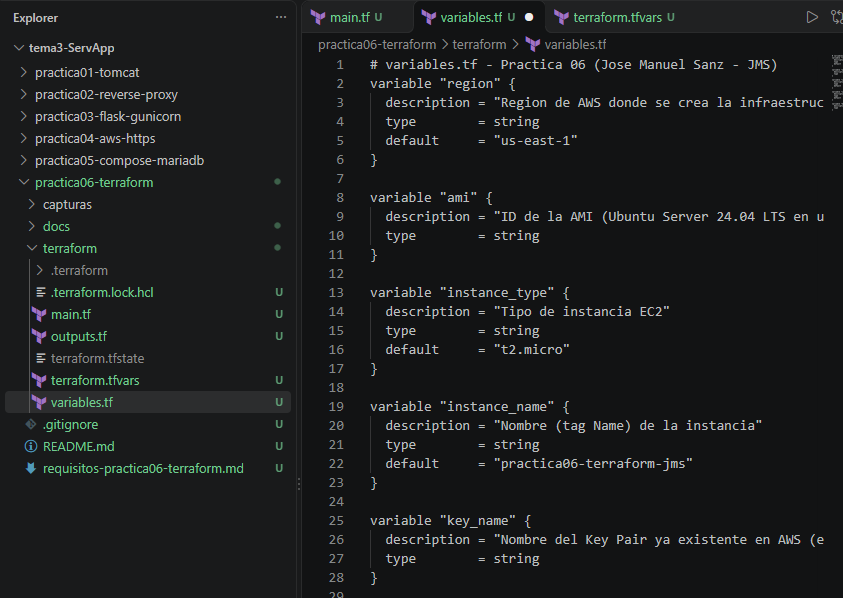 Explorer
...
tema3-ServApp
practica01-tomcat
practica02-reverse-proxy
practica03-flask-gunicorn
practica04-aws-https
practica05-compose-mariadb
practica06-terraform
capturas
docs
terraform
.terraform
.terraform.lock.hcl U
main.tf U
outputs.tf U
terraform.tfstate
terraform.tfvars U
variables.tf U
.gitignore U
README.md U
requisitos-practica06-terraform.md U
main.tf U variables.tf U terraform.tfvars U
practica06-terraform > terraform > variables.tf
1 # variables.tf - Practica 06 (Jose Manuel Sanz - JMS)
2 variable "region" {
3 description = "Region de AWS donde se crea la infraestruc
4 type = string
5 default = "us-east-1"
6 }
7
8 variable "ami" {
9 description = "ID de la AMI (Ubuntu Server 24.04 LTS en u
10 type = string
11 }
12
13 variable "instance_type" {
14 description = "Tipo de instancia EC2"
15 type = string
16 default = "t2.micro"
17 }
18
19 variable "instance_name" {
20 description = "Nombre (tag Name) de la instancia"
21 type = string
22 default = "practica06-terraform-jms"
23 }
24
25 variable "key_name" {
26 description = "Nombre del Key Pair ya existente en AWS (e
27 type = string
28 }
29